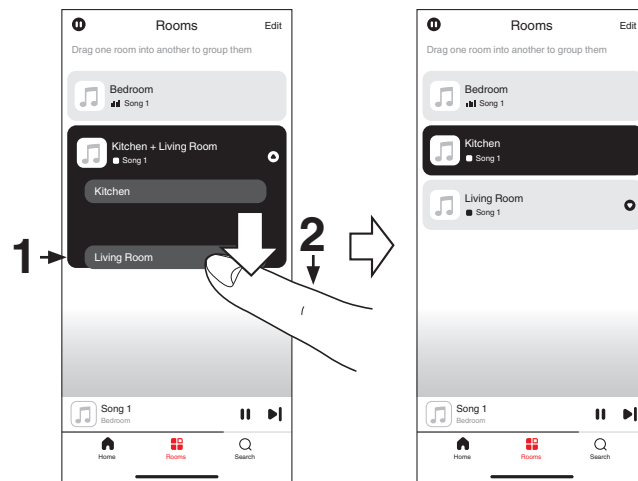 Rooms
Edit
Drag one room into another to group them
Bedroom
Song 1
Kitchen + Living Room
Song 1
Kitchen
Living Room
1
2
Song 1
Bedroom
Home
Rooms
Search
Rooms
Edit
Drag one room into another to group them
Bedroom
Song 1
Kitchen
Song 1
Living Room
Song 1
Song 1
Bedroom
Home
Rooms
Search